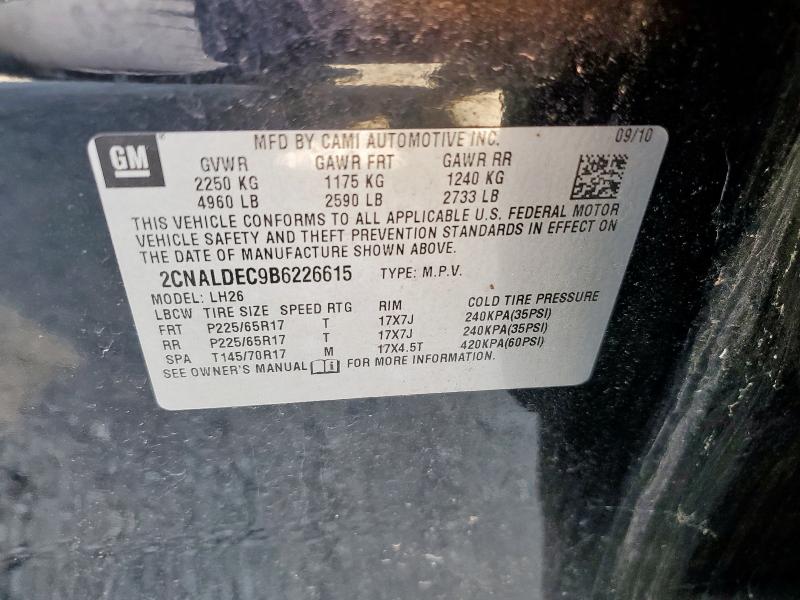 GM
MFD BY CAMI AUTOMOTIVE INC. 09/10
GVWR GAWR FRT GAWR RR
2250 KG 1175 KG 1240 KG
4960 LB 2590 LB 2733 LB
THIS VEHICLE CONFORMS TO ALL APPLICABLE U.S. FEDERAL MOTOR
VEHICLE SAFETY AND THEFT PREVENTION STANDARDS IN EFFECT ON
THE DATE OF MANUFACTURE SHOWN ABOVE.
2CNALDEC9B6226615 TYPE: M.P.V.
MODEL: LH26
LBCW TIRE SIZE SPEED RTG RIM COLD TIRE PRESSURE
FRT P225/65R17 T 17X7J 240KPA(35PSI)
RR P225/65R17 T 17X7J 240KPA(35PSI)
SPA T145/70R17 M 17X4.5T 420KPA(60PSI)
SEE OWNER'S MANUAL FOR MORE INFORMATION.